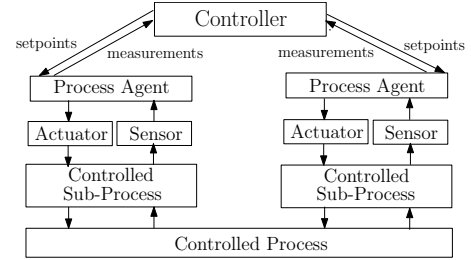 Controller
setpoints
measurements
measurements
setpoints
Process Agent
Process Agent
Actuator
Sensor
Actuator
Sensor
Controlled
Sub-Process
Controlled
Sub-Process
Controlled Process